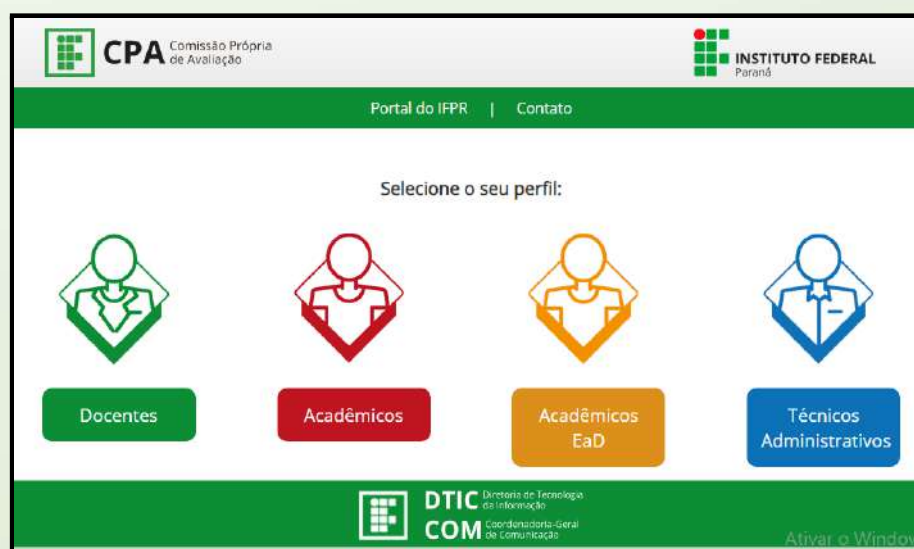 CPA Comissão Própria
de Avaliação
INSTITUTO FEDERAL
Paraná
Portal do IFPR | Contato
Selecione o seu perfil:
Docentes
Acadêmicos
Acadêmicos
EaD
Técnicos
Administrativos
DTIC Diretoria de Tecnologia
da Informação
COM Coordenadoria-Geral
de Comunicação
Ativar o Window